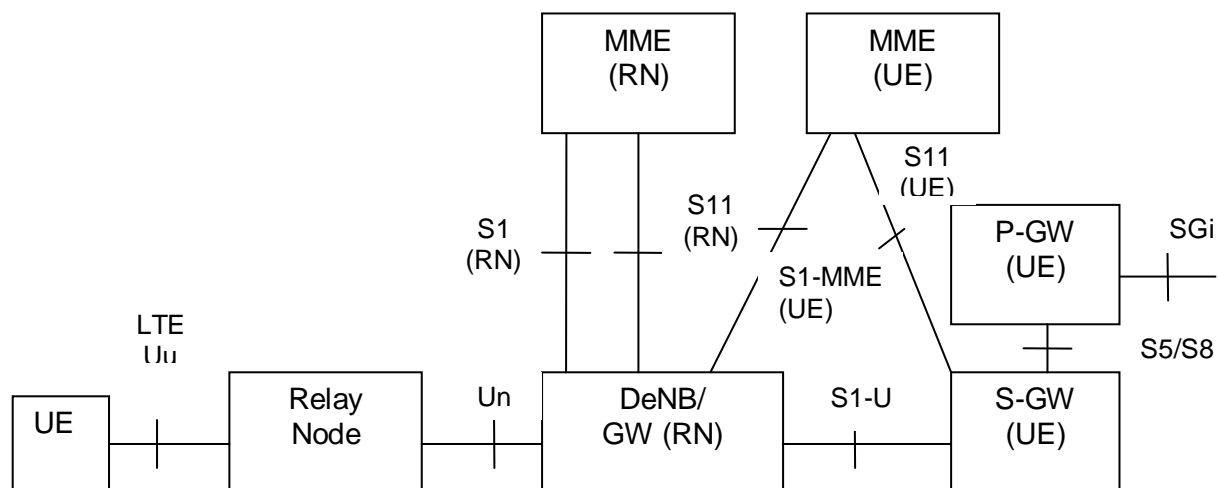 MME
(RN)
MME
(UE)
S11
(UE)
S1
(RN)
S11
(RN)
P-GW
(UE)
SGi
S1-MME
(UE)
LTE
Uu
S5/S8
UE
Relay
Node
Un
DeNB/
GW (RN)
S1-U
S-GW
(UE)